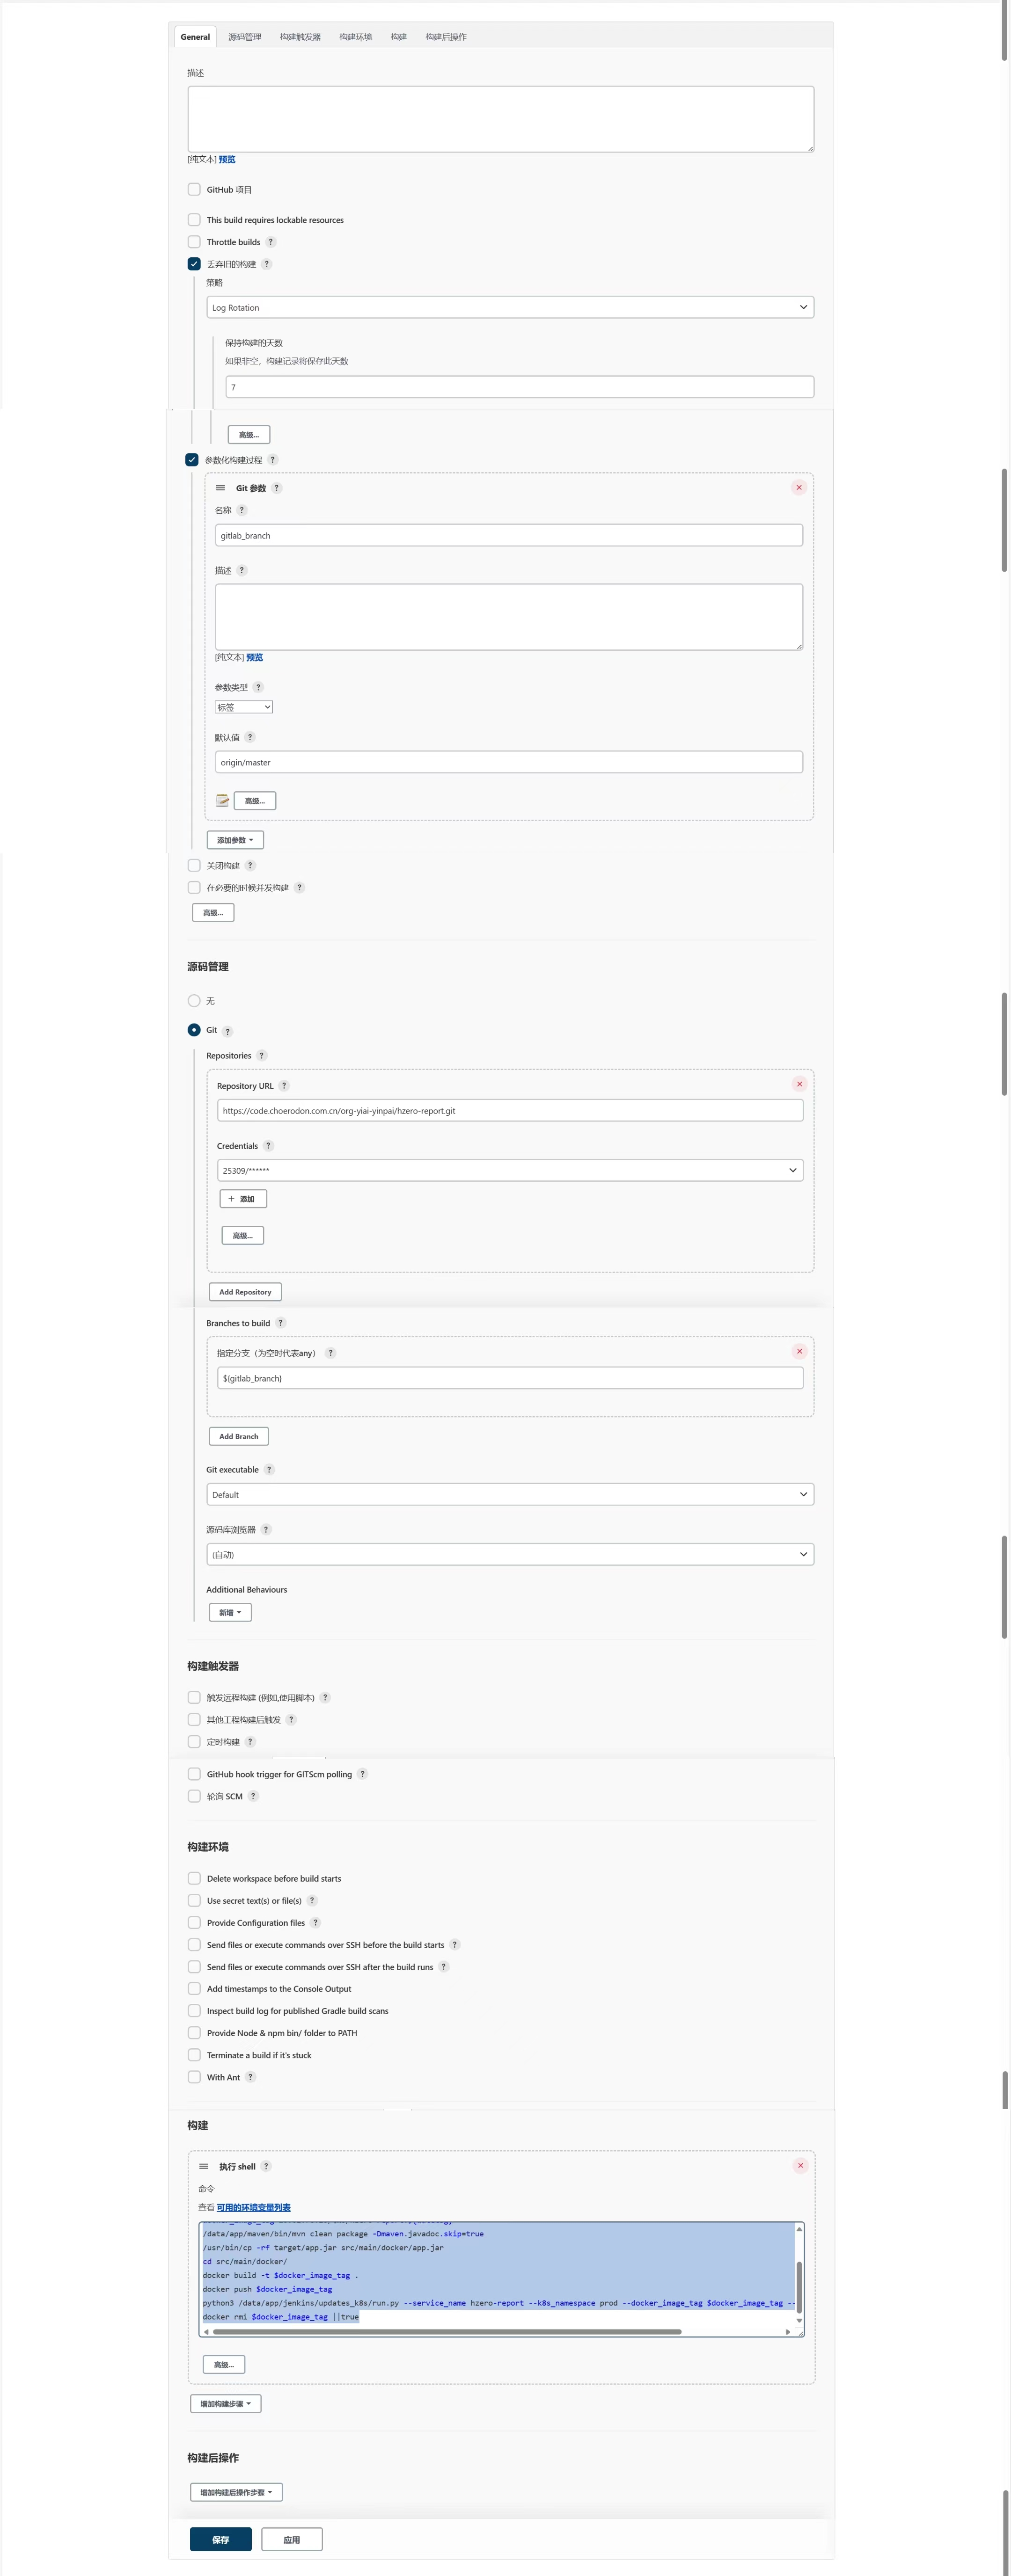 General 源码管理 构建触发器 构建环境 构建 构建后操作
描述
[纯文本] 预览
GitHub 项目
This build requires lockable resources
Throttle builds ?
丢弃旧的构建 ?
策略
Log Rotation
保持构建的天数
如果非空，构建记录将保存此天数
7
高级...
参数化构建过程 ?
Git 参数 ?
名称 ?
gitlab_branch
描述 ?
[纯文本] 预览
参数类型 ?
标签
默认值 ?
origin/master
高级...
添加参数
关闭构建 ?
在必要的时候并发构建 ?
高级...
源码管理
无
Git ?
Repositories ?
Repository URL ?
https://code.choerodon.com.cn/org-yiai-yinpai/hzero-report.git
Credentials ?
25309/******
+ 添加
高级...
Add Repository
Branches to build ?
指定分支（为空时代表any） ?
$(gitlab_branch)
Add Branch
Git executable ?
Default
源码库浏览器 ?
(自动)
Additional Behaviours
新增
构建触发器
触发远程构建 (例如,使用脚本) ?
其他工程构建后触发 ?
定时构建 ?
GitHub hook trigger for GITScm polling ?
轮询 SCM ?
构建环境
Delete workspace before build starts
Use secret text(s) or file(s) ?
Provide Configuration files ?
Send files or execute commands over SSH before the build starts ?
Send files or execute commands over SSH after the build runs ?
Add timestamps to the Console Output
Inspect build log for published Gradle build scans
Provide Node & npm bin/ folder to PATH
Terminate a build if it's stuck
With Ant ?
构建
执行 shell ?
命令
查看 可用的环境变量列表
/data/app/maven/bin/mvn clean package -Dmaven.javadoc.skip=true
/usr/bin/cp -rf target/app.jar src/main/docker/app.jar
cd src/main/docker/
docker build -t $docker_image_tag .
docker push $docker_image_tag
python3 /data/app/jenkins/updates_k8s/run.py --service_name hzero-report --k8s_namespace prod --docker_image_tag $docker_image_tag --
docker rmi $docker_image_tag ||true
高级...
增加构建步骤
构建后操作
增加构建后操作步骤
保存 应用